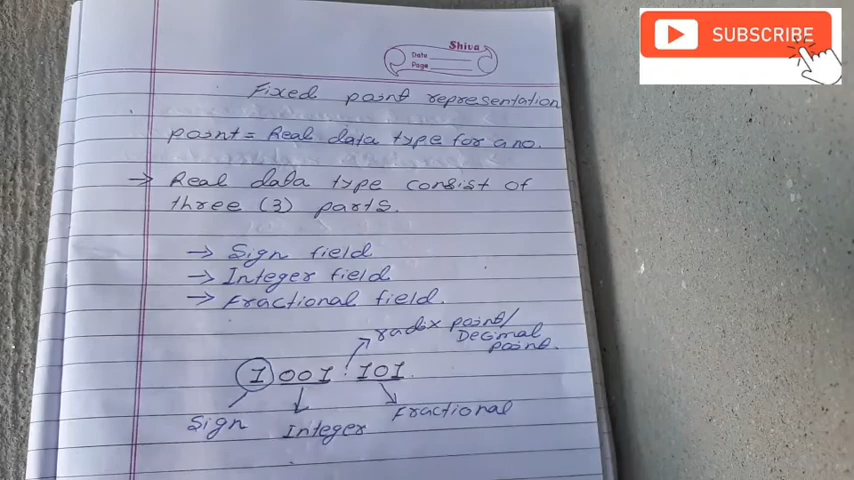 Shiva
Date
Page
Fixed point representation
point = Real data type for a no.
→ Real data type consist of
three (3) parts.
→ Sign field
→ Integer field
→ Fractional field.
radix point/
Decimal
point.
1 001 . 101
Sign
Integer
Fractional
SUBSCRIBE